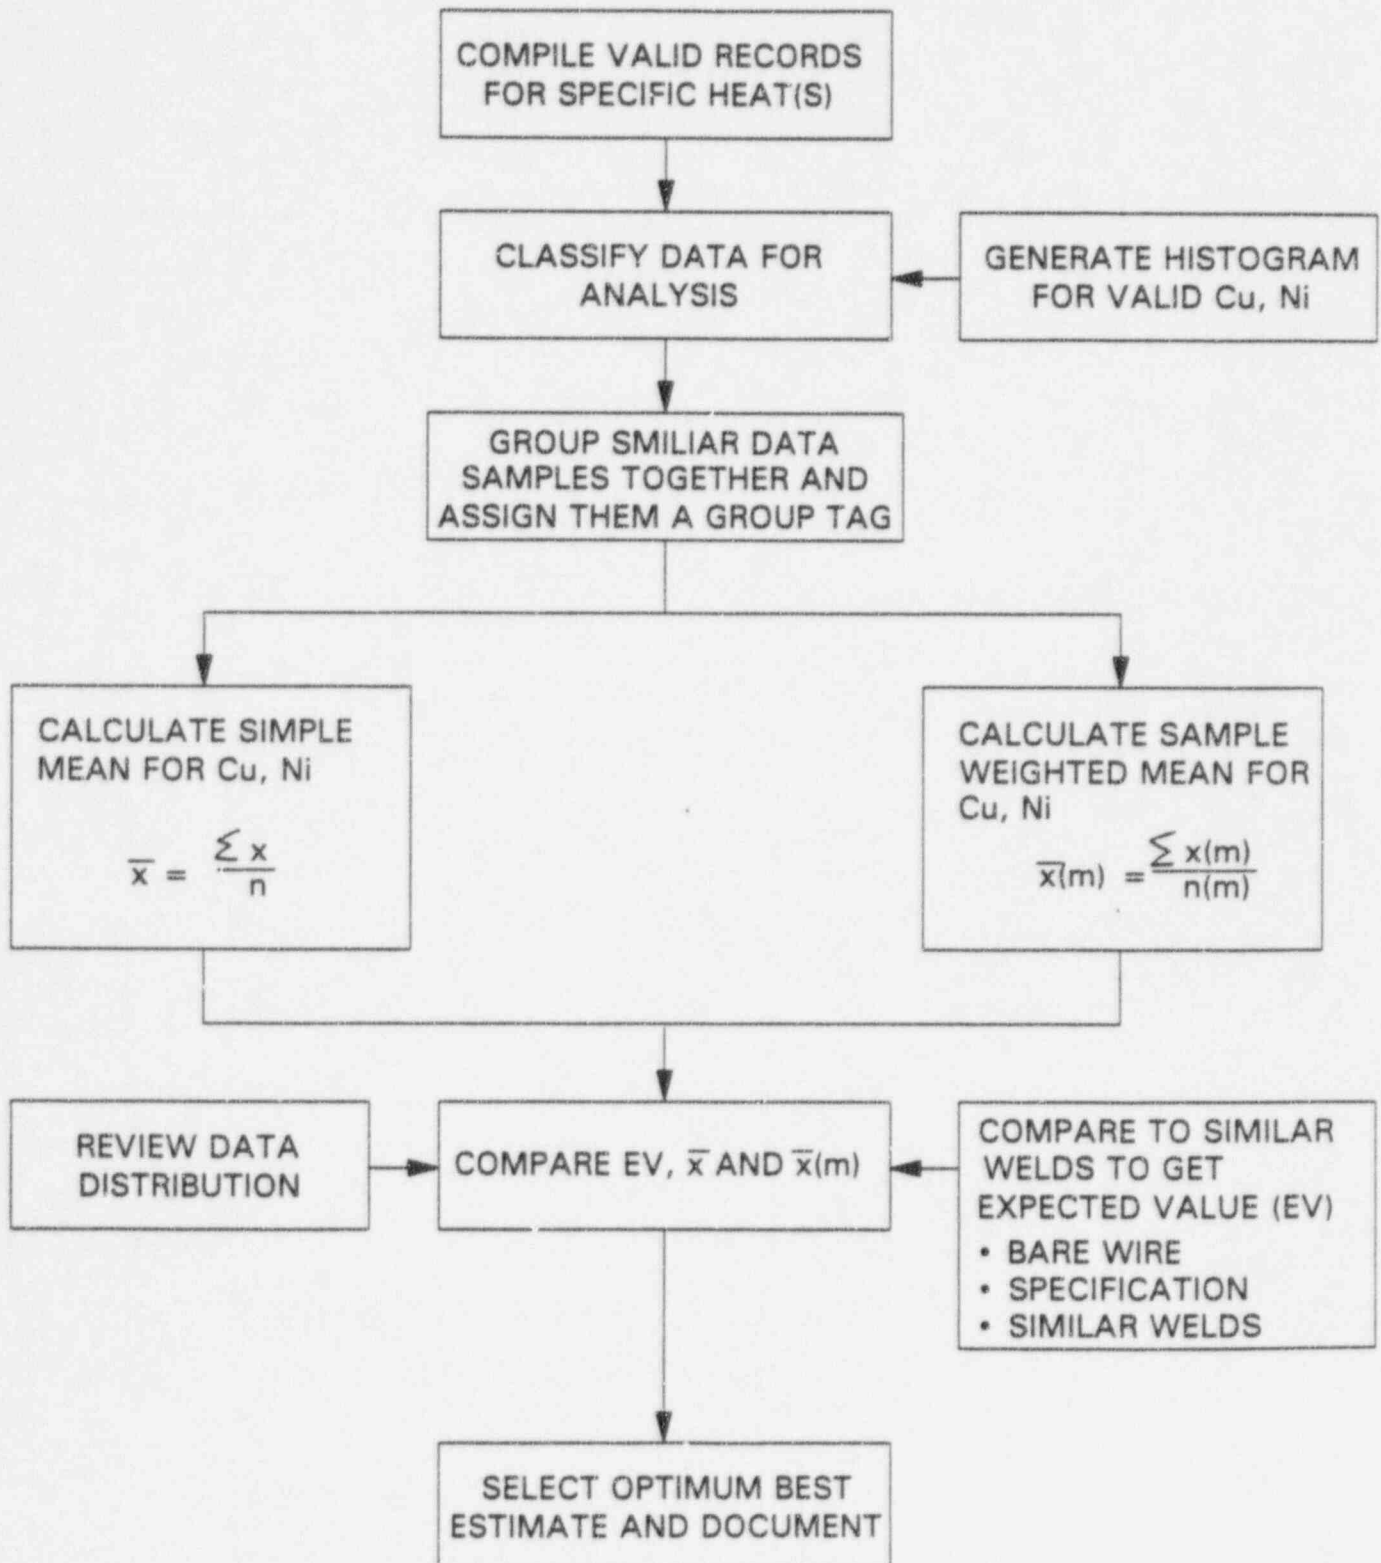 COMPILE VALID RECORDS
FOR SPECIFIC HEAT(S)
CLASSIFY DATA FOR
ANALYSIS
GENERATE HISTOGRAM
FOR VALID Cu, Ni
GROUP SMILIAR DATA
SAMPLES TOGETHER AND
ASSIGN THEM A GROUP TAG
CALCULATE SIMPLE
MEAN FOR Cu, Ni
x̄ = Σ x / n
CALCULATE SAMPLE
WEIGHTED MEAN FOR
Cu, Ni
x̄(m) = Σ x(m) / n(m)
REVIEW DATA
DISTRIBUTION
COMPARE EV, x̄ AND x̄(m)
COMPARE TO SIMILAR
WELDS TO GET
EXPECTED VALUE (EV)
• BARE WIRE
• SPECIFICATION
• SIMILAR WELDS
SELECT OPTIMUM BEST
ESTIMATE AND DOCUMENT